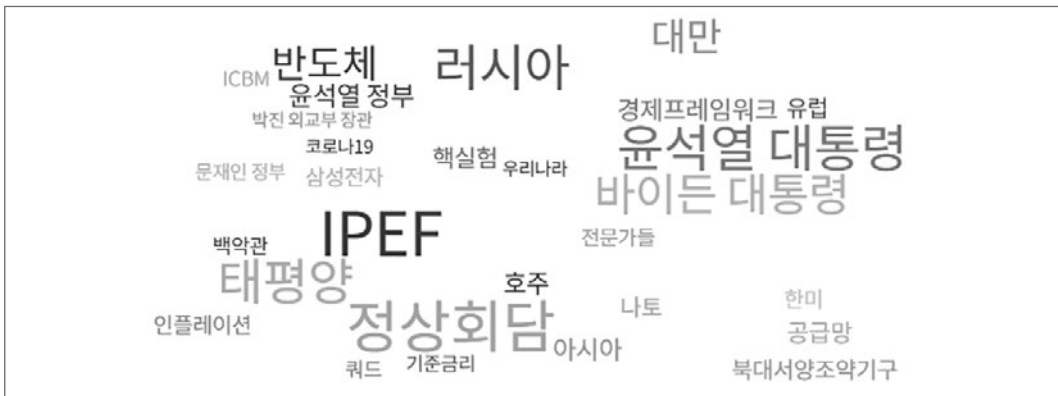 대만
반도체
러시아
ICBM
윤석열 정부
경제프레임워크
유럽
박진 외교부 장관
윤석열 대통령
코로나19
핵실험
우리나라
문재인 정부
삼성전자
바이든 대통령
IPEF
전문가들
백악관
태평양
호주
한미
나토
정상회담
인플레이션
공급망
아시아
쿼드
기준금리
북대서양조약기구